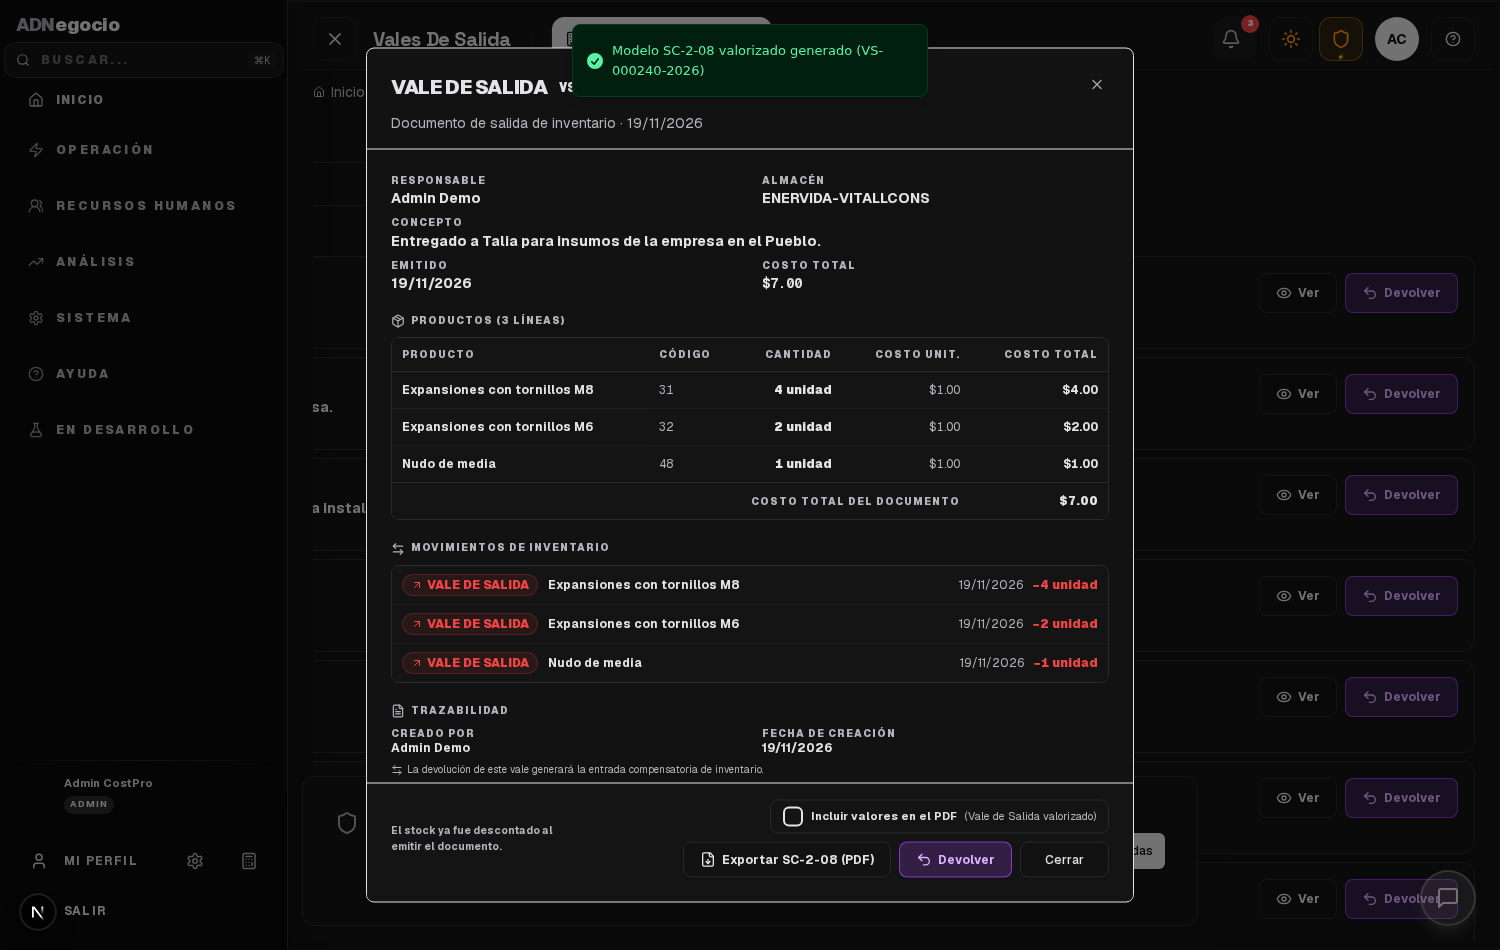 ADNegocio
BUSCAR...
⌘K
INICIO
OPERACIÓN
RECURSOS HUMANOS
ANÁLISIS
SISTEMA
AYUDA
EN DESARROLLO
Admin CostPro
ADMIN
MI PERFIL
SALIR
Vales De Salida
3
AC
Inicio
Modelo SC-2-08 valorizado generado (VS-
000240-2026)
VALE DE SALIDA
Documento de salida de inventario · 19/11/2026
RESPONSABLE
ALMACÉN
Admin Demo
ENERVIDA-VITALLCONS
CONCEPTO
Entregado a Talia para insumos de la empresa en el Pueblo.
EMITIDO
COSTO TOTAL
19/11/2026
$7.00
PRODUCTOS (3 LÍNEAS)
PRODUCTO CÓDIGO CANTIDAD COSTO UNIT. COSTO TOTAL
Expansiones con tornillos M8 31 4 unidad $1.00 $4.00
Expansiones con tornillos M6 32 2 unidad $1.00 $2.00
Nudo de media 48 1 unidad $1.00 $1.00
COSTO TOTAL DEL DOCUMENTO $7.00
MOVIMIENTOS DE INVENTARIO
VALE DE SALIDA Expansiones con tornillos M8 19/11/2026 −4 unidad
VALE DE SALIDA Expansiones con tornillos M6 19/11/2026 −2 unidad
VALE DE SALIDA Nudo de media 19/11/2026 −1 unidad
TRAZABILIDAD
CREADO POR
FECHA DE CREACIÓN
Admin Demo
19/11/2026
La devolución de este vale generará la entrada compensatoria de inventario.
El stock ya fue descontado al
emitir el documento.
Incluir valores en el PDF (Vale de Salida valorizado)
Exportar SC-2-08 (PDF)
Devolver
Cerrar
Ver Devolver
sa.
Ver Devolver
a instal
Ver Devolver
Ver Devolver
Ver Devolver
Ver Devolver
das
Ver Devolver